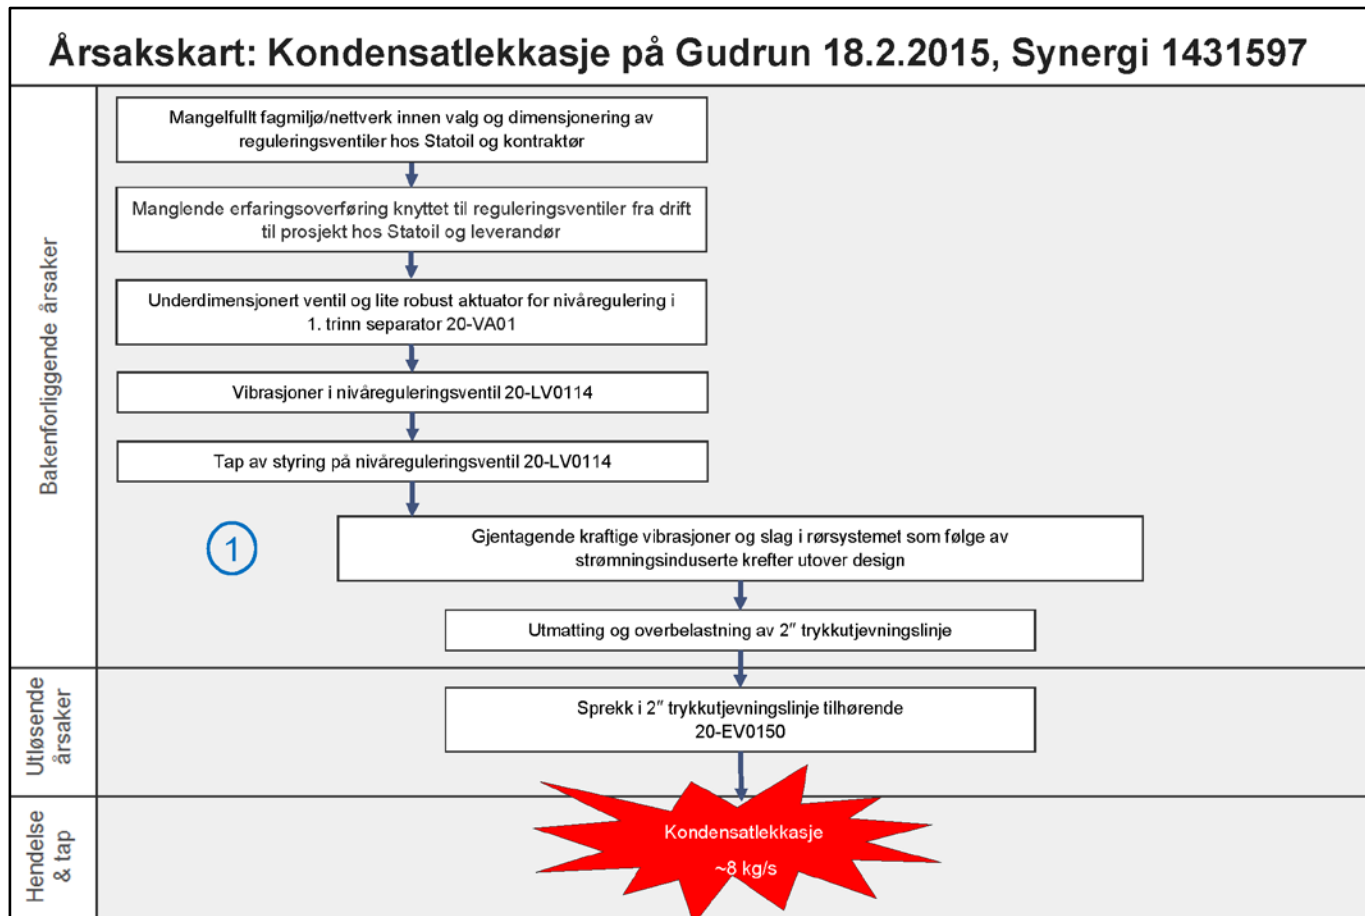 Årsakskart: Kondensatlekkasje på Gudrun 18.2.2015, Synergi 1431597
Bakenforliggende årsaker
Mangelfullt fagmiljø/nettverk innen valg og dimensjonering av
reguleringsventiler hos Statoil og kontraktør
Manglende erfaringsoverføring knyttet til reguleringsventiler fra drift
til prosjekt hos Statoil og leverandør
Underdimensjonert ventil og lite robust aktuator for nivåregulering i
1. trinn separator 20-VA01
Vibrasjoner i nivåreguleringsventil 20-LV0114
Tap av styring på nivåreguleringsventil 20-LV0114
1
Gjentagende kraftige vibrasjoner og slag i rørsystemet som følge av
strømningsinduserte krefter utover design
Utmatting og overbelastning av 2" trykkutjevningslinje
Utløsende
årsaker
Sprekk i 2" trykkutjevningslinje tilhørende
20-EV0150
Hendelse
& tap
Kondensatlekkasje
~8 kg/s